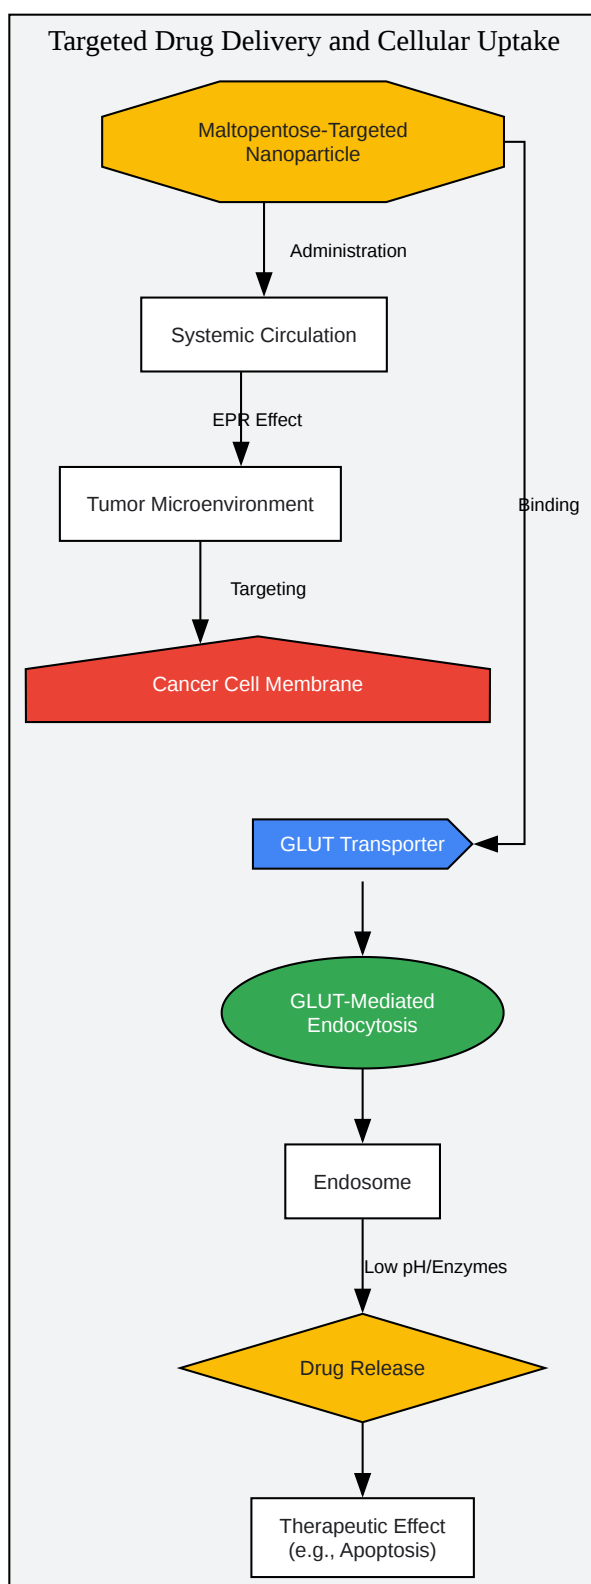 Targeted Drug Delivery and Cellular Uptake
Maltopentose-Targeted
Nanoparticle
Administration
Systemic Circulation
EPR Effect
Tumor Microenvironment
Binding
Targeting
Cancer Cell Membrane
GLUT Transporter
GLUT-Mediated
Endocytosis
Endosome
Low pH/Enzymes
Drug Release
Therapeutic Effect
(e.g., Apoptosis)